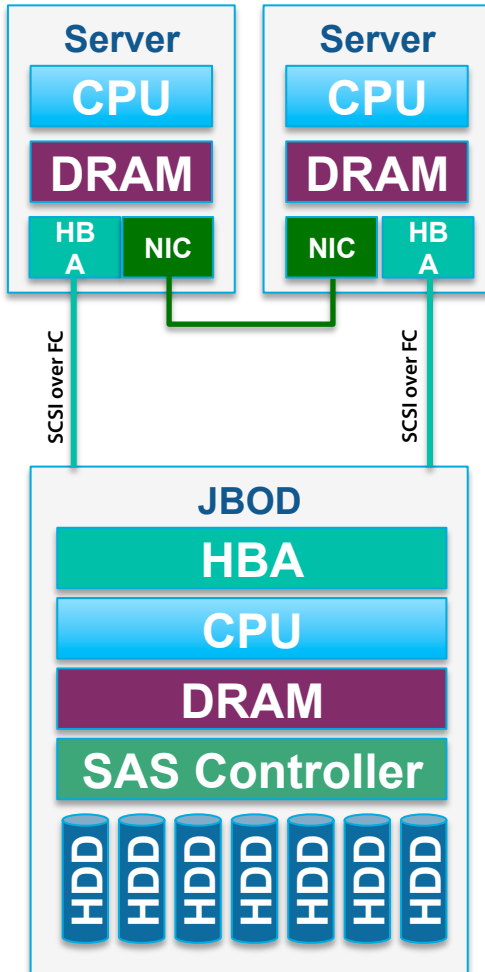 Server
CPU
DRAM
HB
A
NIC
Server
CPU
DRAM
NIC
HB
A
SCSI over FC
SCSI over FC
JBOD
HBA
CPU
DRAM
SAS Controller
HDD
HDD
HDD
HDD
HDD
HDD
HDD